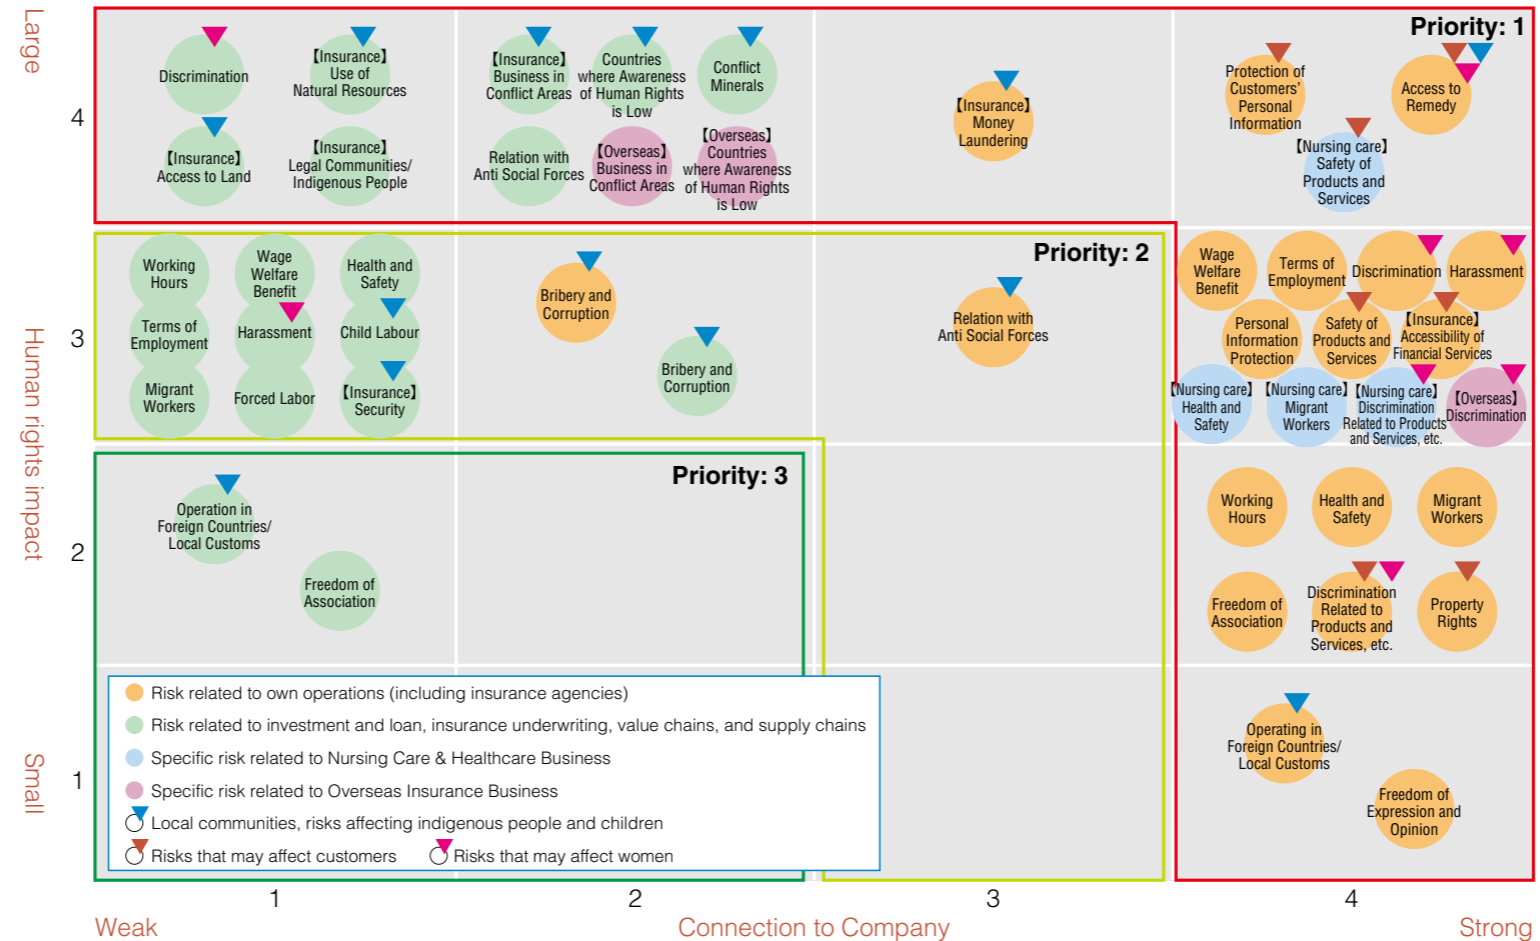 Large
Human rights impact
Small
4
3
2
1
Priority: 1
Discrimination
【Insurance】
Use of
Natural Resources
【Insurance】
Access to Land
【Insurance】
Legal Communities/
Indigenous People
【Insurance】
Business in
Conflict Areas
Countries
where Awareness
of Human Rights
is Low
Conflict
Minerals
Relation with
Anti Social Forces
【Overseas】
Business in
Conflict Areas
【Overseas】
Countries
where Awareness
of Human Rights
is Low
【Insurance】
Money
Laundering
Protection of
Customers'
Personal
Information
Access to
Remedy
【Nursing care】
Safety of
Products and
Services
Priority: 2
Working
Hours
Wage
Welfare
Benefit
Health and
Safety
Terms of
Employment
Harassment
Child Labour
Migrant
Workers
Forced Labor
【Insurance】
Security
Bribery and
Corruption
Bribery and
Corruption
Relation with
Anti Social Forces
Wage
Welfare
Benefit
Terms of
Employment
Discrimination
Harassment
Personal
Information
Protection
Safety of
Products and
Services
【Insurance】
Accessibility of
Financial Services
【Nursing care】
Health and
Safety
【Nursing care】
Migrant
Workers
【Nursing care】
Discrimination
Related to Products
and Services, etc.
【Overseas】
Discrimination
Priority: 3
Operation in
Foreign Countries/
Local Customs
Freedom of
Association
Working
Hours
Health and
Safety
Migrant
Workers
Freedom of
Association
Discrimination
Related to
Products and
Services, etc.
Property
Rights
Operating in
Foreign Countries/
Local Customs
Freedom of
Expression and
Opinion
Risk related to own operations (including insurance agencies)
Risk related to investment and loan, insurance underwriting, value chains, and supply chains
Specific risk related to Nursing Care & Healthcare Business
Specific risk related to Overseas Insurance Business
Local communities, risks affecting indigenous people and children
Risks that may affect customers
Risks that may affect women
1
2
3
4
Weak
Connection to Company
Strong